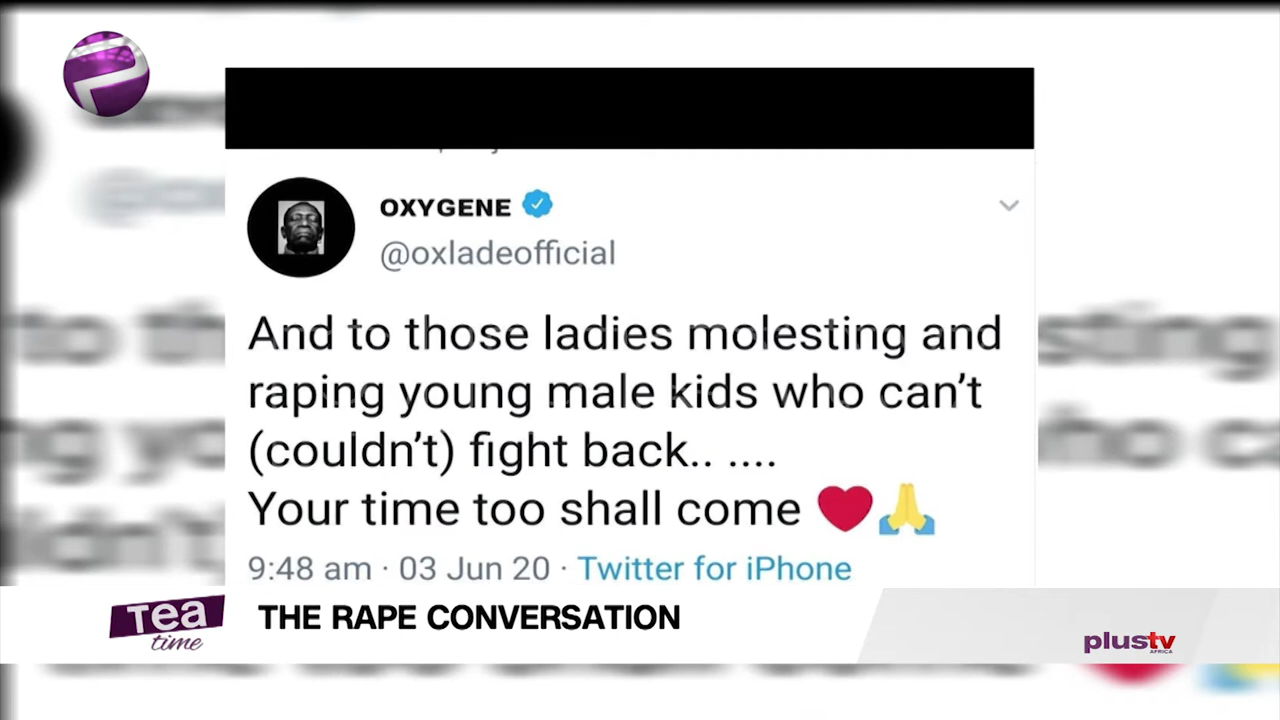 OXYGENE
@oxladeofficial
And to those ladies molesting and
raping young male kids who can't
(couldn't) fight back.. ....
Your time too shall come ❤️🙏
9:48 am · 03 Jun 20 · Twitter for iPhone
Tea
time
THE RAPE CONVERSATION
plustv
AFRICA